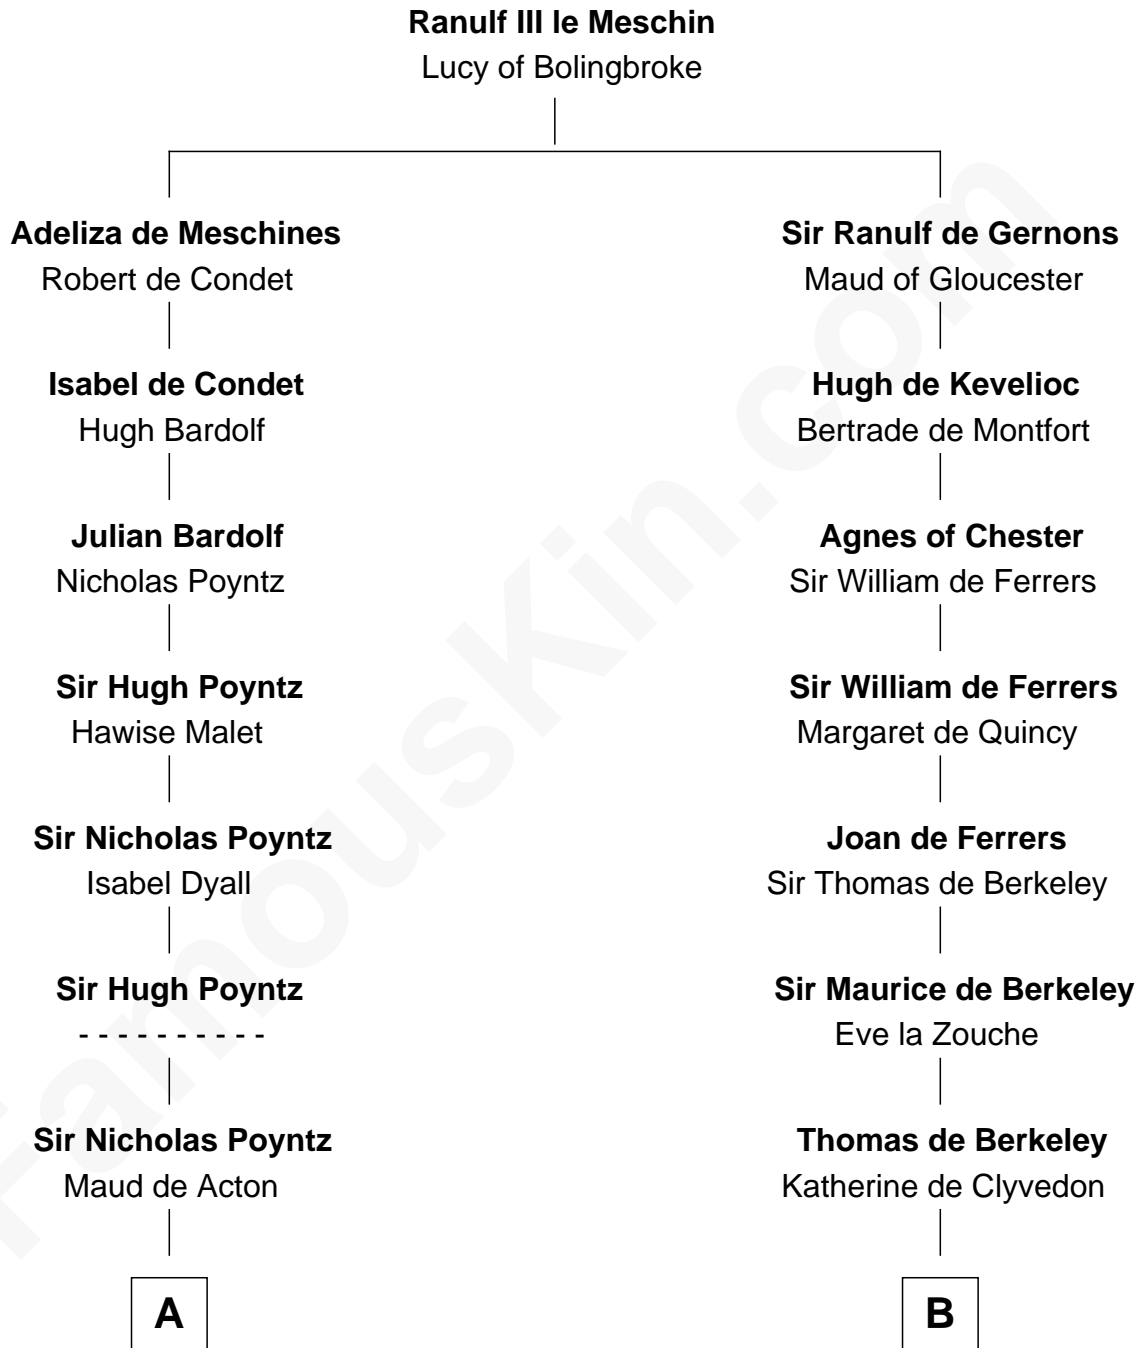 Ranulf III le Meschin
Lucy of Bolingbroke
Adeliza de Meschines
Robert de Condet
Isabel de Condet
Hugh Bardolf
Julian Bardolf
Nicholas Poyntz
Sir Hugh Poyntz
Hawise Malet
Sir Nicholas Poyntz
Isabel Dyall
Sir Hugh Poyntz
- - - - - - - - - -
Sir Nicholas Poyntz
Maud de Acton
A
Sir Ranulf de Gernons
Maud of Gloucester
Hugh de Kevelioc
Bertrade de Montfort
Agnes of Chester
Sir William de Ferrers
Sir William de Ferrers
Margaret de Quincy
Joan de Ferrers
Sir Thomas de Berkeley
Sir Maurice de Berkeley
Eve la Zouche
Thomas de Berkeley
Katherine de Clyvedon
B
FamousKin.com